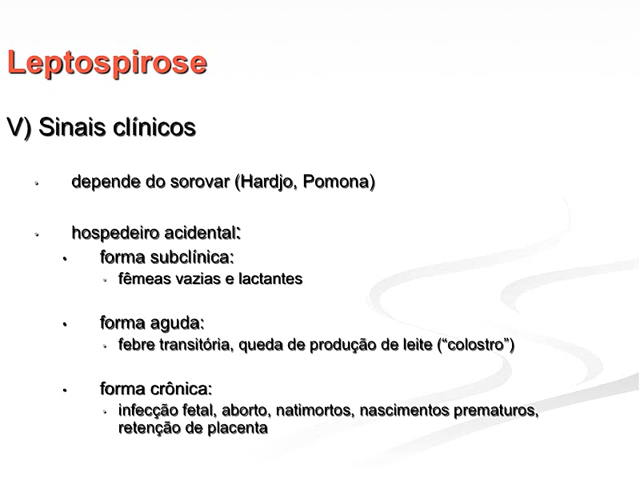 Leptospirose
V) Sinais clínicos
• depende do sorovar (Hardjo, Pomona)
• hospedeiro acidental:
• forma subclínica:
• fêmeas vazias e lactantes
• forma aguda:
• febre transitória, queda de produção de leite (“colostro”)
• forma crônica:
• infecção fetal, aborto, natimortos, nascimentos prematuros,
retenção de placenta